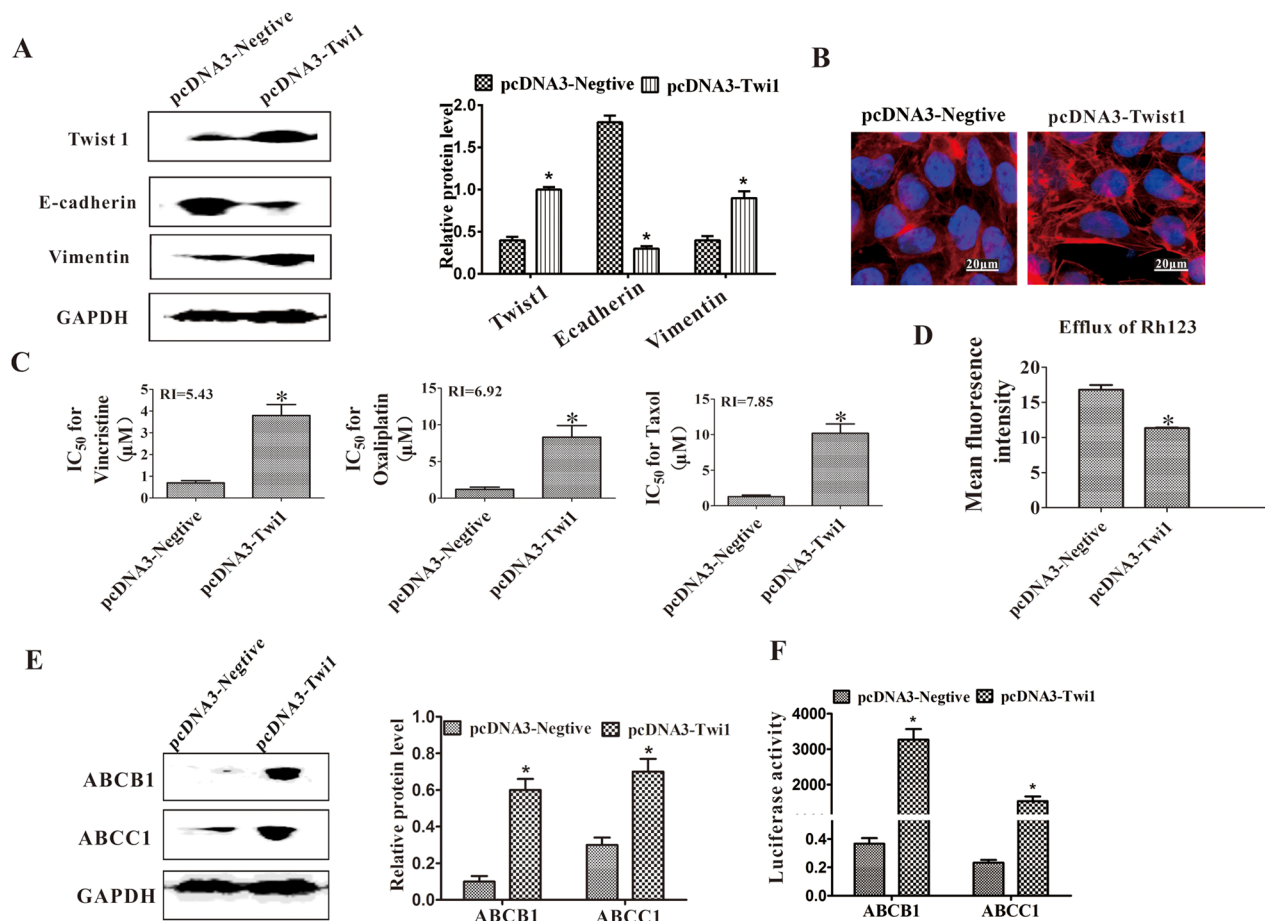 A
pcDNA3-Negtive
pcDNA3-Twi1
Twist 1
E-cadherin
Vimentin
GAPDH
pcDNA3-Negtive pcDNA3-Twi1
Relative protein level
2.0
1.5
1.0
0.5
0.0
* * *
Twist1
Ecadherin
Vimentin
B
pcDNA3-Negtive
pcDNA3-Twist1
20μm
20μm
C
IC50 for
Vincristine
(μM)
RI=5.43
5
4
3
2
1
0
*
pcDNA3-Negtive
pcDNA3-Twi1
IC50 for
Oxaliplatin
(μM)
RI=6.92
15
10
5
0
*
pcDNA3-Negtive
pcDNA3-Twi1
IC50 for Taxol
(μM)
RI=7.85
15
10
5
0
*
pcDNA3-Negtive
pcDNA3-Twi1
D
Efflux of Rh123
Mean fluoresence
intensity
20
15
10
0
*
pcDNA3-Negtive
pcDNA3-Twi1
E
pcDNA3-Negtive
pcDNA3-Twi1
ABCB1
ABCC1
GAPDH
Relative protein level
pcDNA3-Negtive pcDNA3-Twi1
1.0
0.8
0.6
0.4
0.2
0.0
* *
ABCB1 ABCC1
F
pcDNA3-Negtive pcDNA3-Twi1
Luciferase activity
4000
3000
2000
0.4
0.2
0.0
* *
ABCB1 ABCC1